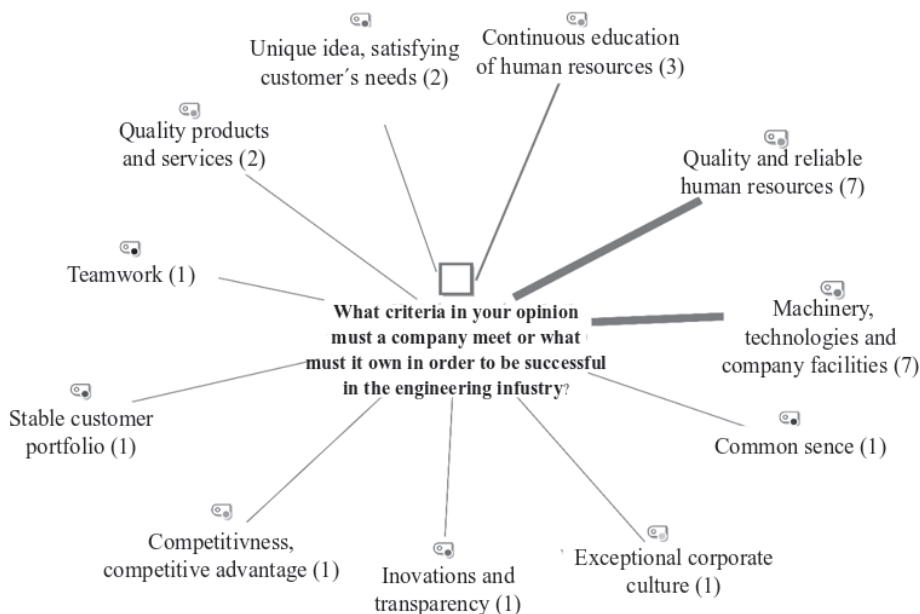 Unique idea, satisfying
customer´s needs (2)
Continuous education
of human resources (3)
Quality products
and services (2)
Quality and reliable
human resources (7)
Teamwork (1)
What criteria in your opinion
must a company meet or what
must it own in order to be successful
in the engineering infustry?
Machinery,
technologies and
company facilities (7)
Stable customer
portfolio (1)
Common sence (1)
Competitivness,
competitive advantage (1)
Inovations and
transparency (1)
Exceptional corporate
culture (1)